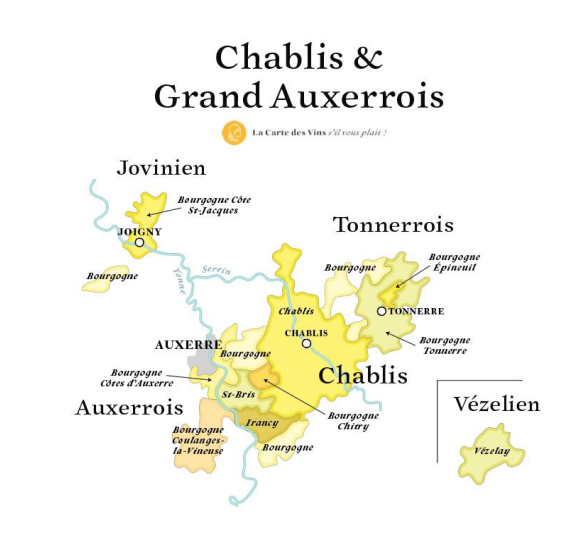 Chablis &
Grand Auxerrois
La Carte des Vins s'il vous plaît !
Jovinien
Bourgogne Côte
St-Jacques
JOIGNY
Tonnerrois
Bourgogne
Yonne
Serein
Bourgogne
Bourgogne
Épineuil
Chablis
TONNERRE
CHABLIS
AUXERRE
Bourgogne
Bourgogne
Tonnerre
Bourgogne
Côtes d'Auxerre
Chablis
St-Bris
Auxerrois
Bourgogne
Chitry
Vézelien
Irancy
Bourgogne
Coulanges-
la-Vineuse
Bourgogne
Vézelay